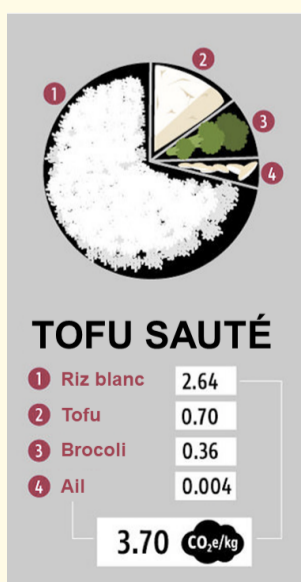 2
1
3
4
TOFU SAUTÉ
1 Riz blanc 2.64
2 Tofu 0.70
3 Brocoli 0.36
4 Ail 0.004
3.70 CO₂e/kg